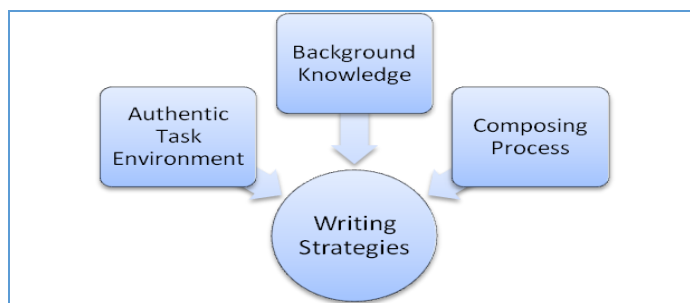 Background
Knowledge
Authentic
Task
Environment
Composing
Process
Writing
Strategies